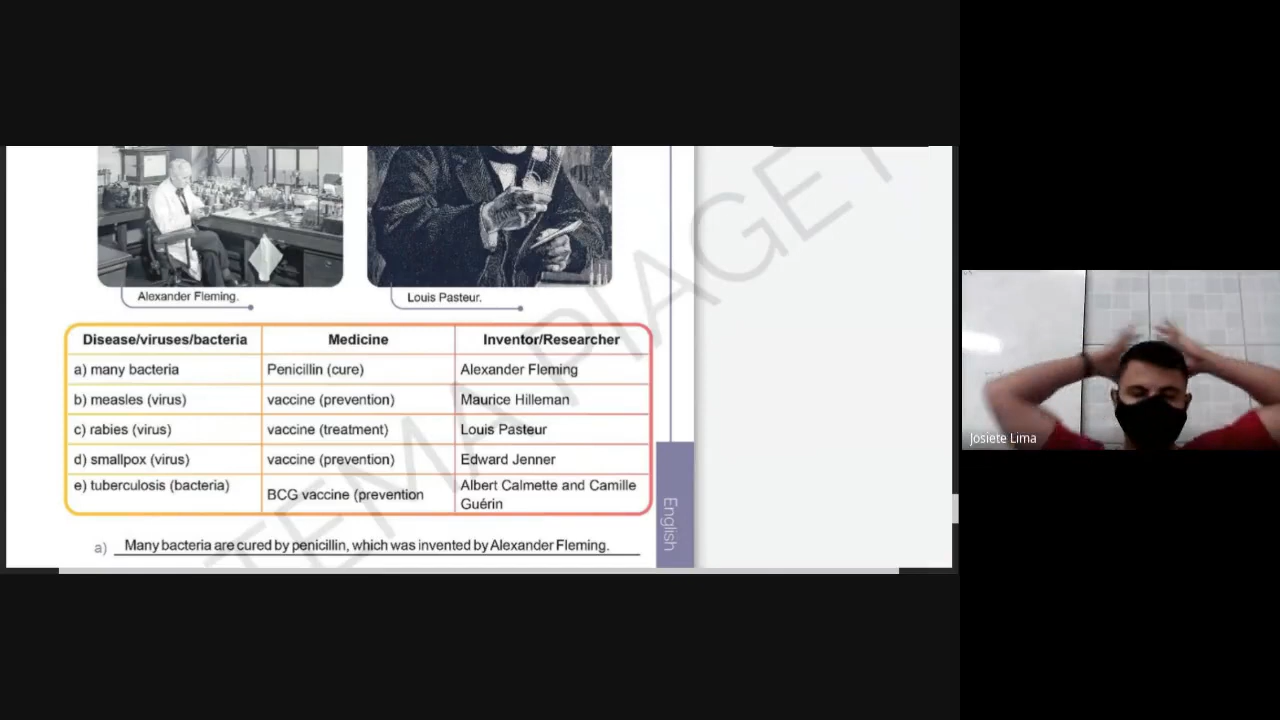 Alexander Fleming.
Louis Pasteur.
Disease/viruses/bacteria Medicine Inventor/Researcher
a) many bacteria Penicillin (cure) Alexander Fleming
b) measles (virus) vaccine (prevention) Maurice Hilleman
c) rabies (virus) vaccine (treatment) Louis Pasteur
d) smallpox (virus) vaccine (prevention) Edward Jenner
e) tuberculosis (bacteria) BCG vaccine (prevention Albert Calmette and Camille
Guérin
a) Many bacteria are cured by penicillin, which was invented by Alexander Fleming.
English
TEMA PIAGET
Josiete Lima